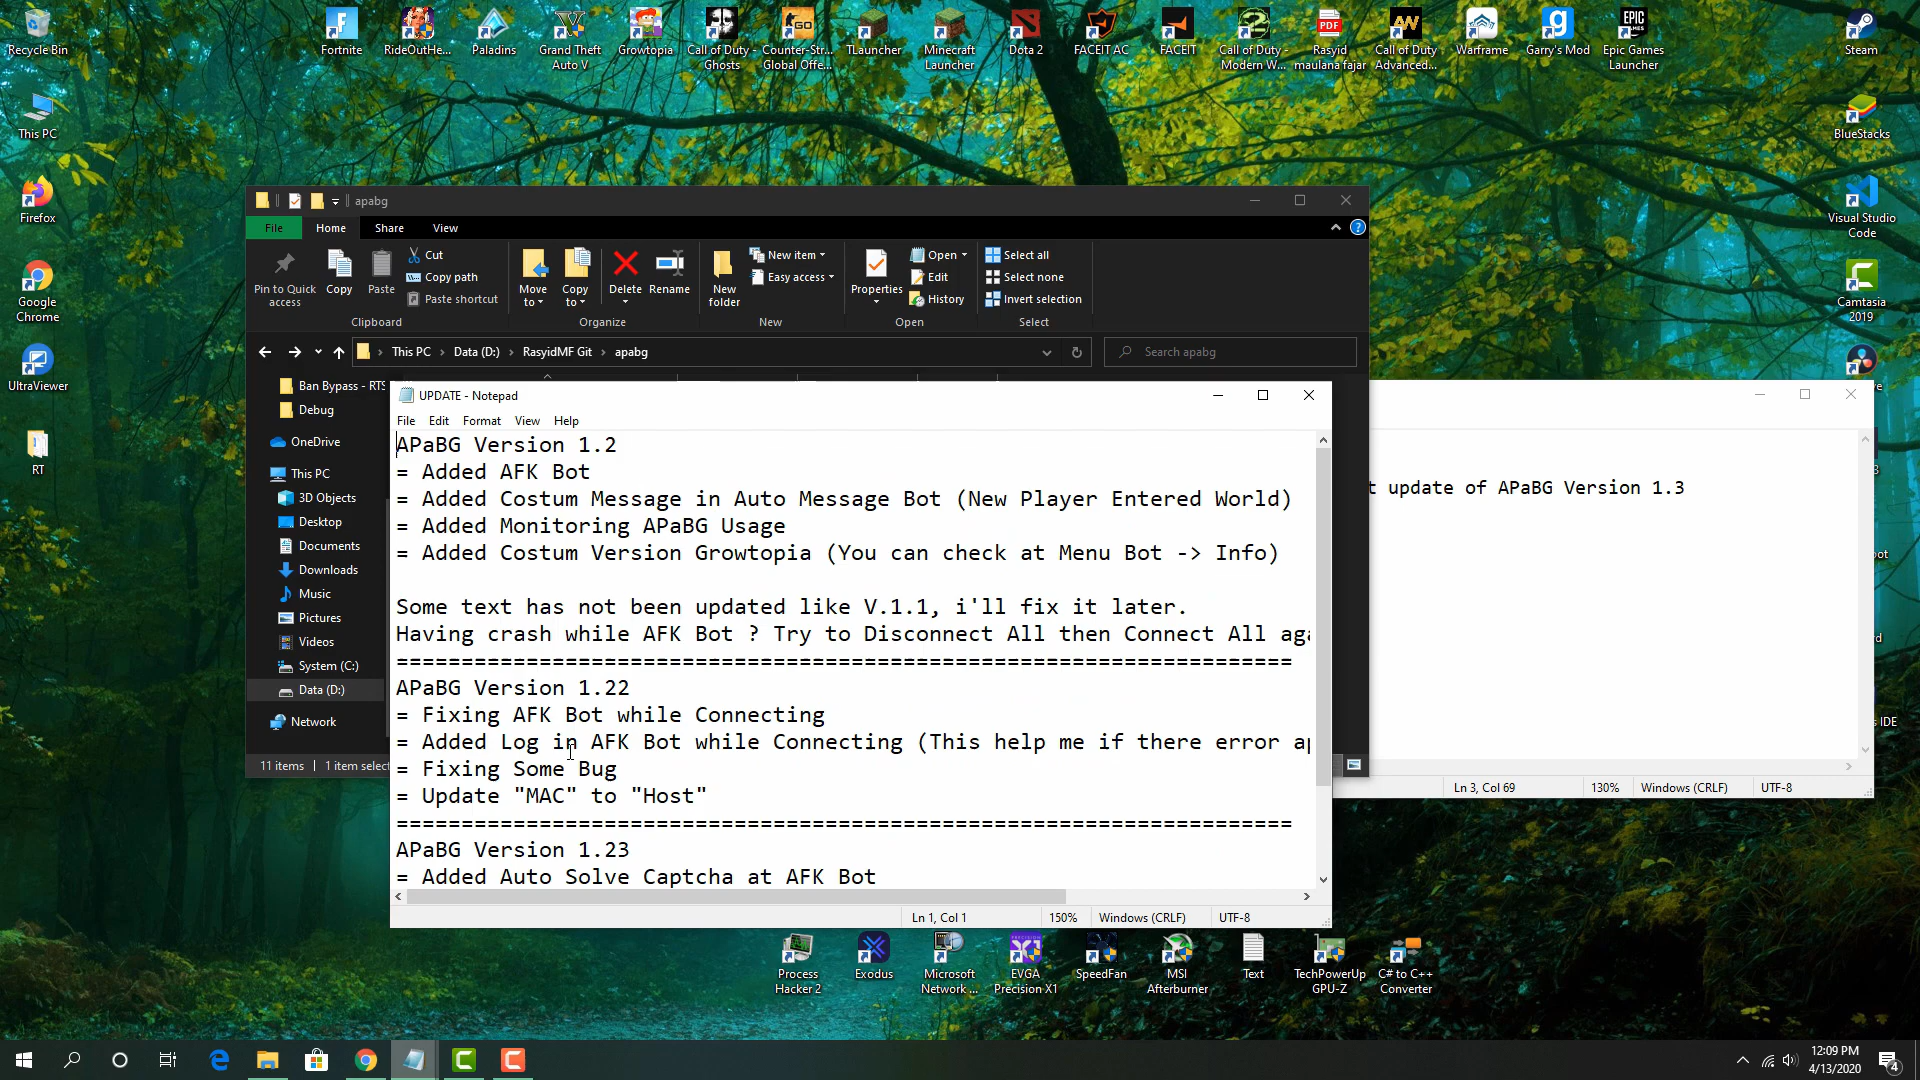 Recycle Bin
Fortnite
RideOutHe...
Paladins
Grand Theft
Auto V
Growtopia
Call of Duty -
Ghosts
Counter-Str...
Global Offe...
TLauncher
Minecraft
Launcher
Dota 2
FACEIT AC
FACEIT
Call of Duty -
Modern W...
PDF
Rasyid
maulana fajar
Call of Duty
Advanced...
Warframe
Garry's Mod
EPIC
GAMES
Epic Games
Launcher
Steam
This PC
BlueStacks
Firefox
Visual Studio
Code
Google
Chrome
Camtasia
2019
UltraViewer
RT
apabg
File
Home
Share
View
Pin to Quick
access
Copy
Paste
Cut
Copy path
Paste shortcut
Clipboard
Move
to
Copy
to
Delete
Rename
Organize
New
folder
New item
Easy access
New
Properties
Open
Edit
History
Open
Select all
Select none
Invert selection
Select
This PC > Data (D:) > RasyidMF Git > apabg
Search apabg
Ban Bypass - RTS
Debug
OneDrive
This PC
3D Objects
Desktop
Documents
Downloads
Music
Pictures
Videos
System (C:)
Data (D:)
Network
11 items
1 item select
UPDATE - Notepad
File Edit Format View Help
APaBG Version 1.2
= Added AFK Bot
= Added Costum Message in Auto Message Bot (New Player Entered World)
= Added Monitoring APaBG Usage
= Added Costum Version Growtopia (You can check at Menu Bot -> Info)
Some text has not been updated like V.1.1, i'll fix it later.
Having crash while AFK Bot ? Try to Disconnect All then Connect All aga
=====================================================================
APaBG Version 1.22
= Fixing AFK Bot while Connecting
= Added Log in AFK Bot while Connecting (This help me if there error ap
= Fixing Some Bug
= Update "MAC" to "Host"
=====================================================================
APaBG Version 1.23
= Added Auto Solve Captcha at AFK Bot
Ln 1, Col 1
150%
Windows (CRLF)
UTF-8
t update of APaBG Version 1.3
Ln 3, Col 69
130%
Windows (CRLF)
UTF-8
Process
Hacker 2
Exodus
Microsoft
Network ...
EVGA
Precision X1
SpeedFan
MSI
Afterburner
Text
TechPowerUp
GPU-Z
C# to C++
Converter
12:09 PM
4/13/2020
4